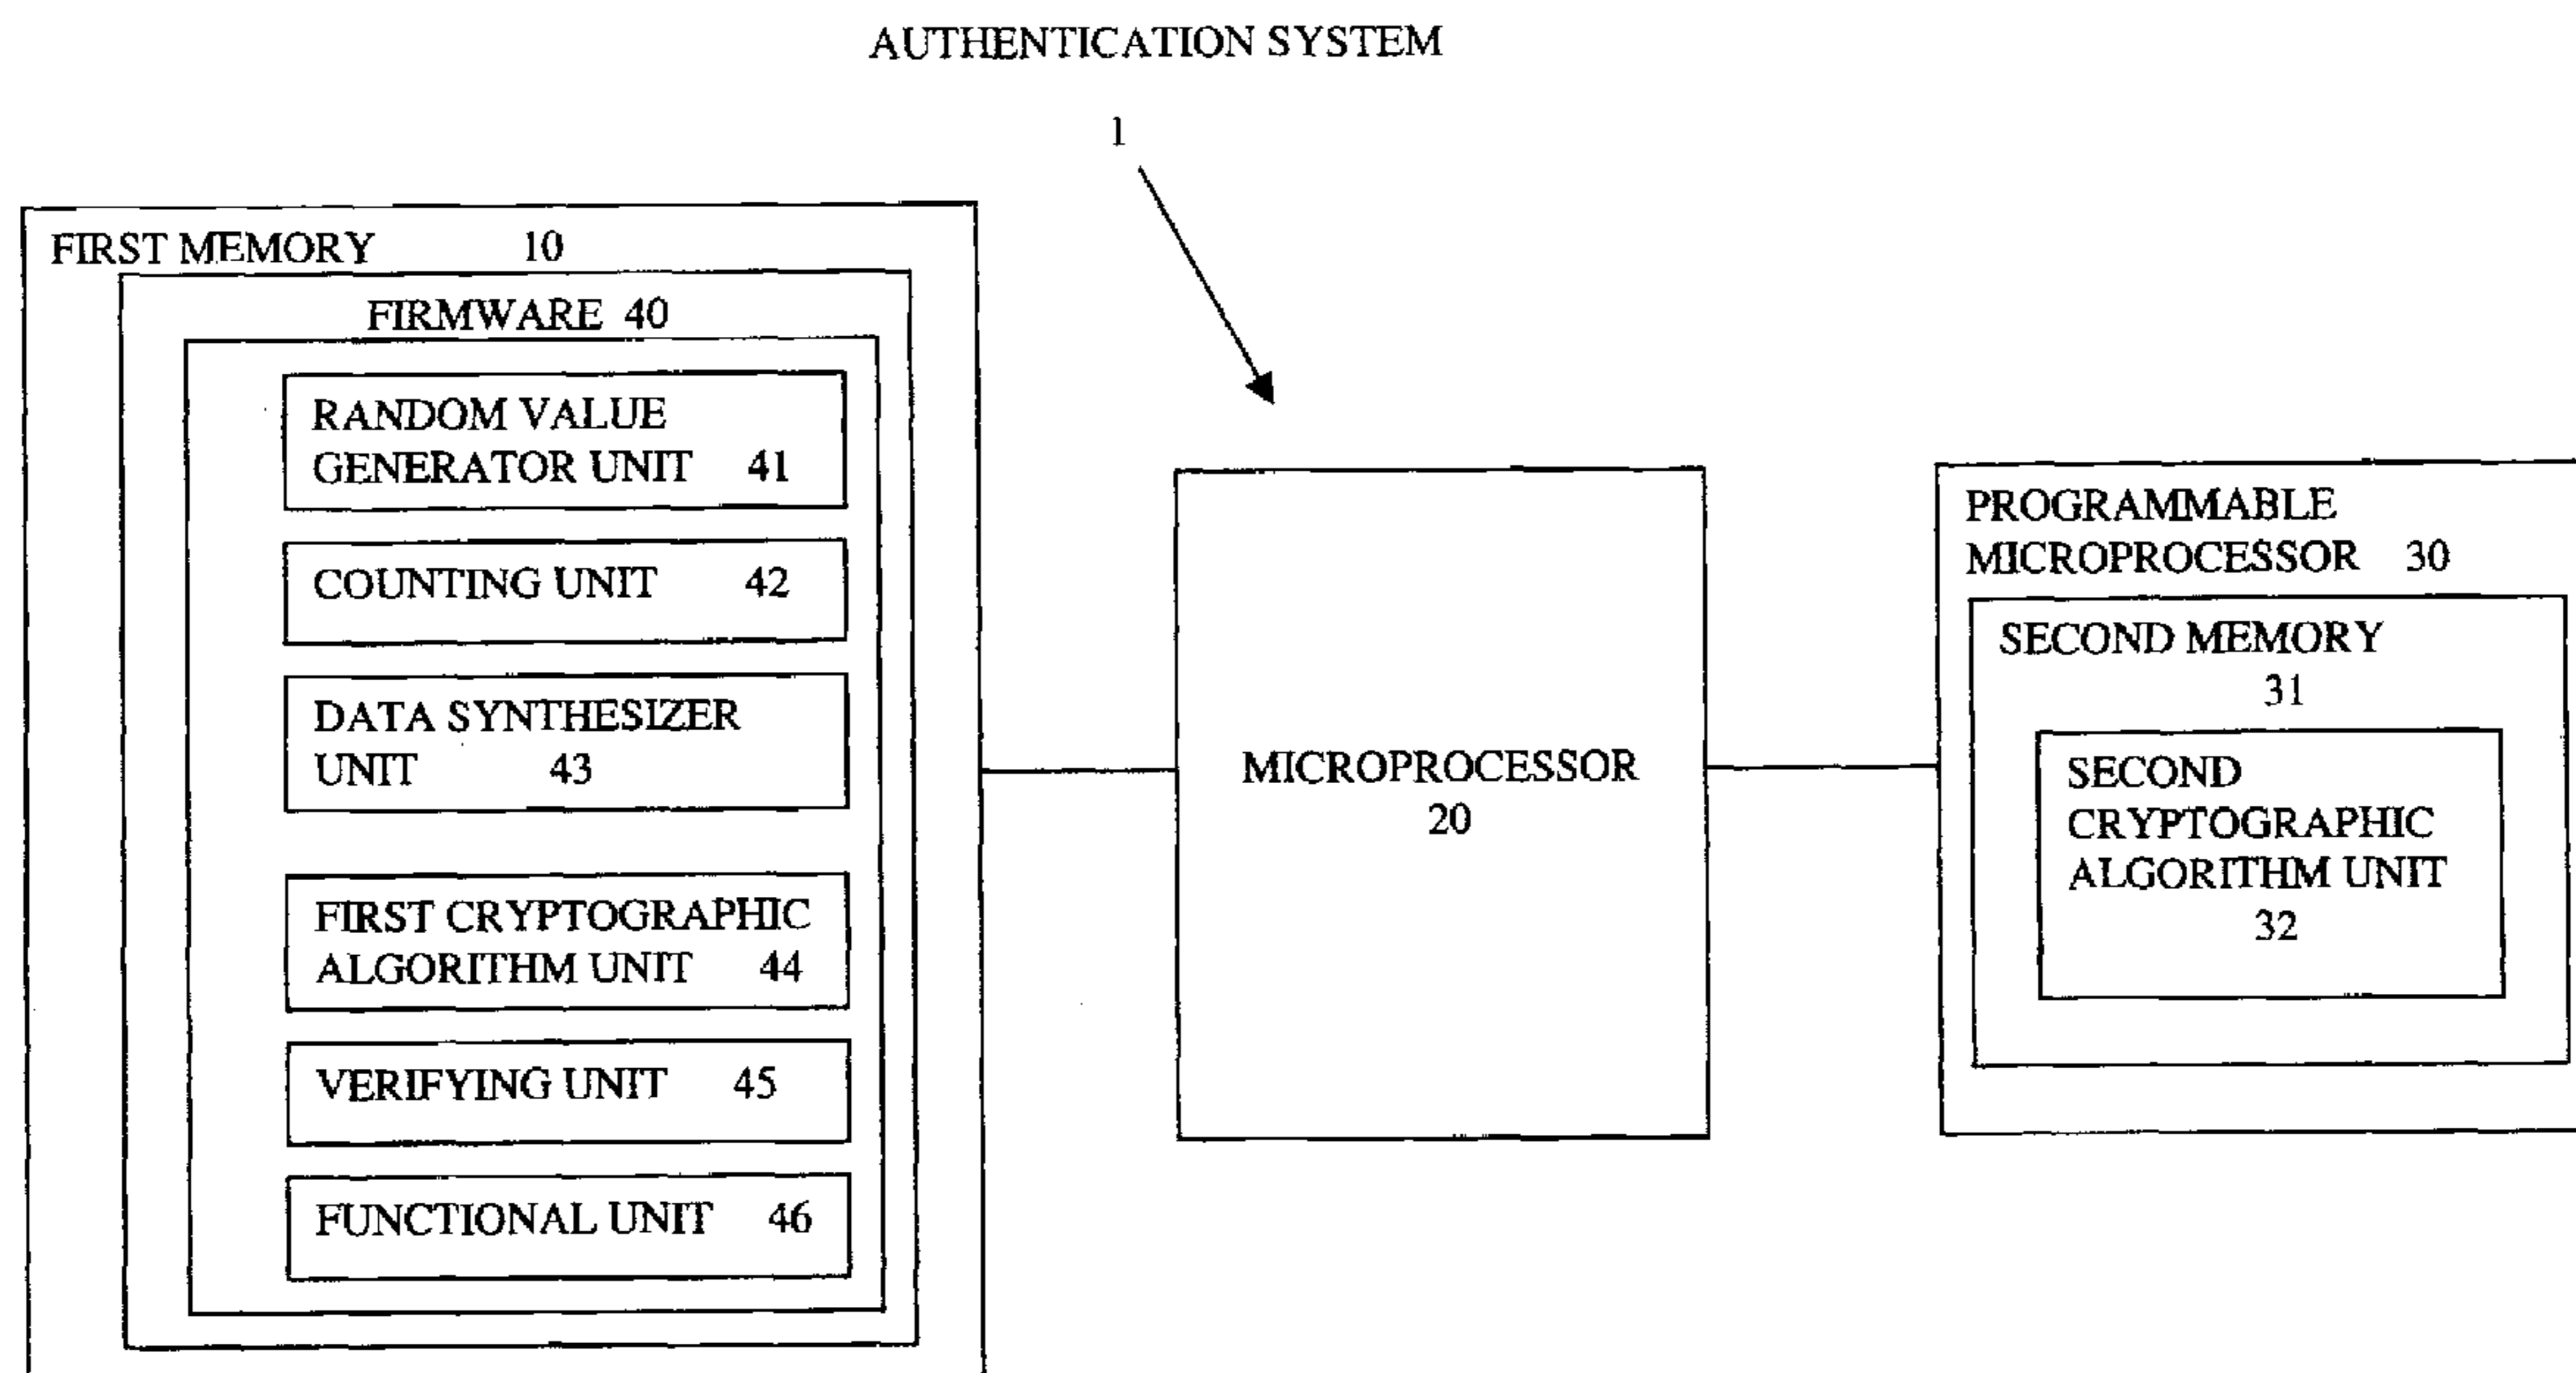 AUTHENTICATION SYSTEM
1
FIRST MEMORY 10
FIRMWARE 40
RANDOM VALUE
GENERATOR UNIT 41
COUNTING UNIT 42
DATA SYNTHESIZER
UNIT 43
FIRST CRYPTOGRAPHIC
ALGORITHM UNIT 44
VERIFYING UNIT 45
FUNCTIONAL UNIT 46
MICROPROCESSOR
20
PROGRAMMABLE
MICROPROCESSOR 30
SECOND MEMORY
31
SECOND
CRYPTOGRAPHIC
ALGORITHM UNIT
32